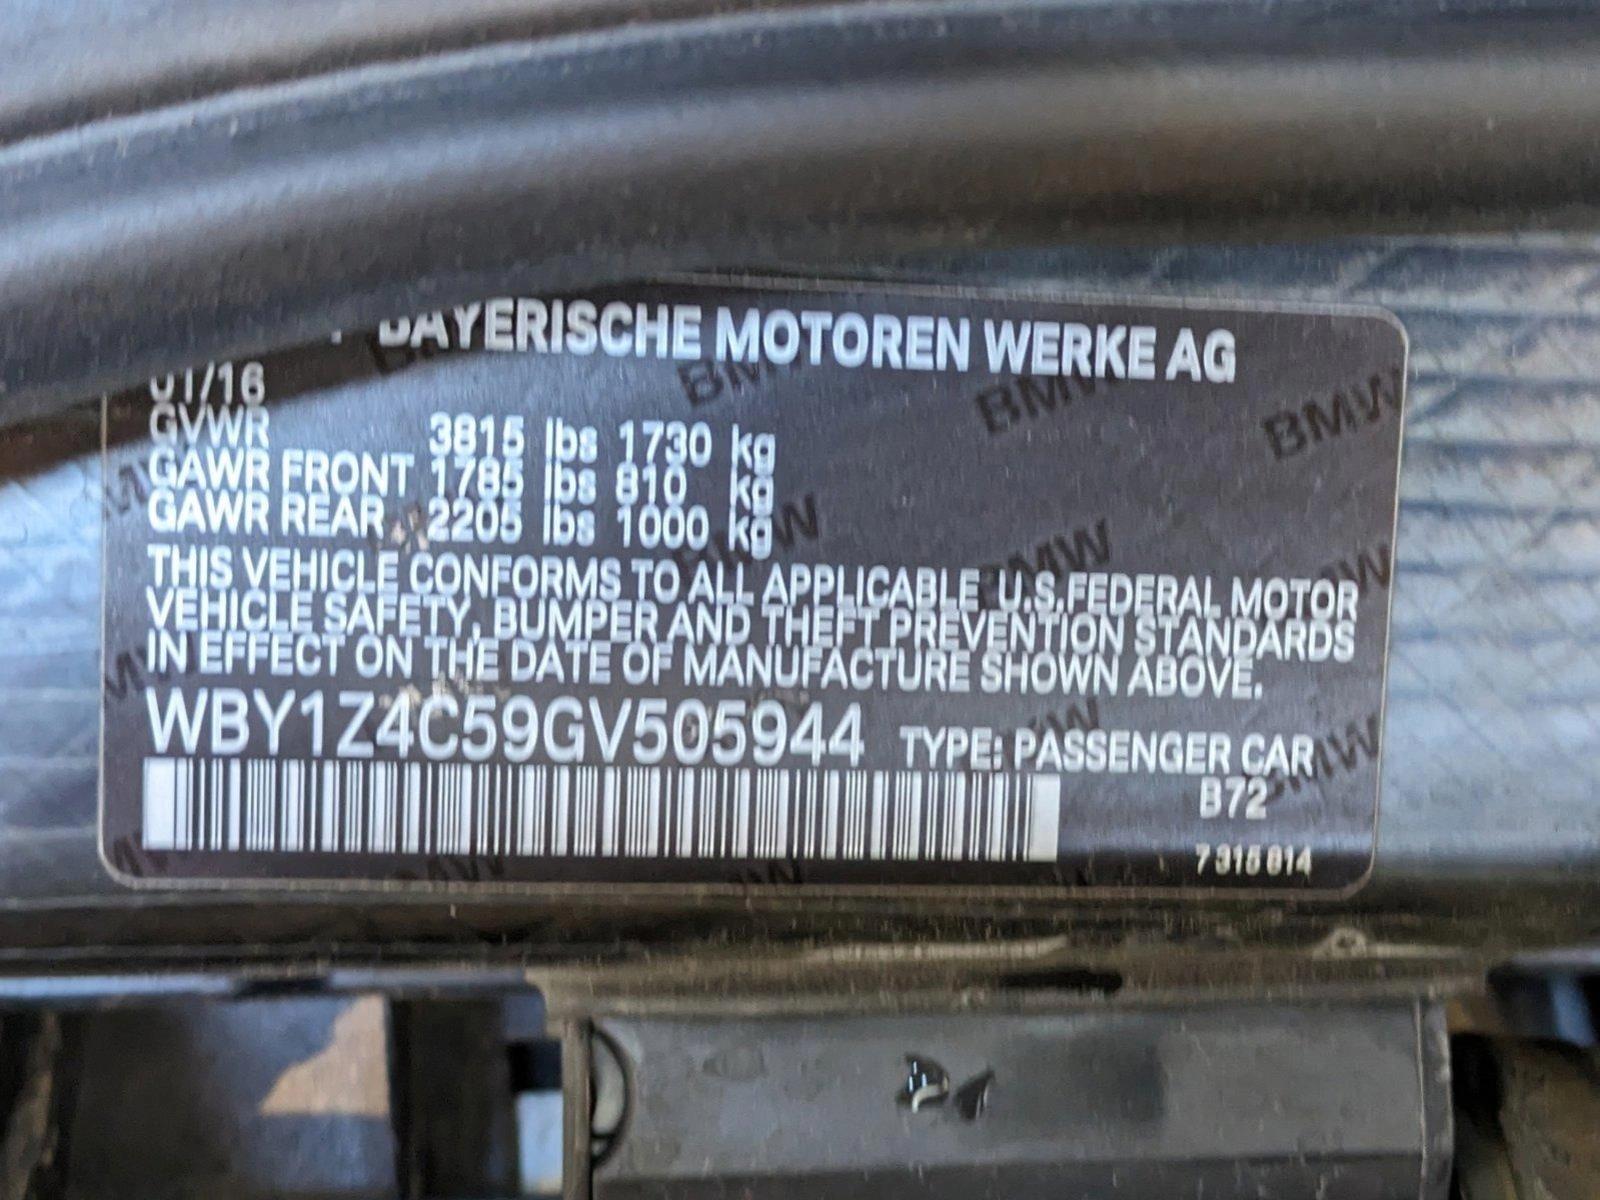 BAYERISCHE MOTOREN WERKE AG
01/16
GVWR 3815 lbs 1730 kg
GAWR FRONT 1785 lbs 810 kg
GAWR REAR 2205 lbs 1000 kg
THIS VEHICLE CONFORMS TO ALL APPLICABLE U.S.FEDERAL MOTOR
VEHICLE SAFETY, BUMPER AND THEFT PREVENTION STANDARDS
IN EFFECT ON THE DATE OF MANUFACTURE SHOWN ABOVE.
WBY1Z4C59GV505944 TYPE: PASSENGER CAR
B72
7 315 814